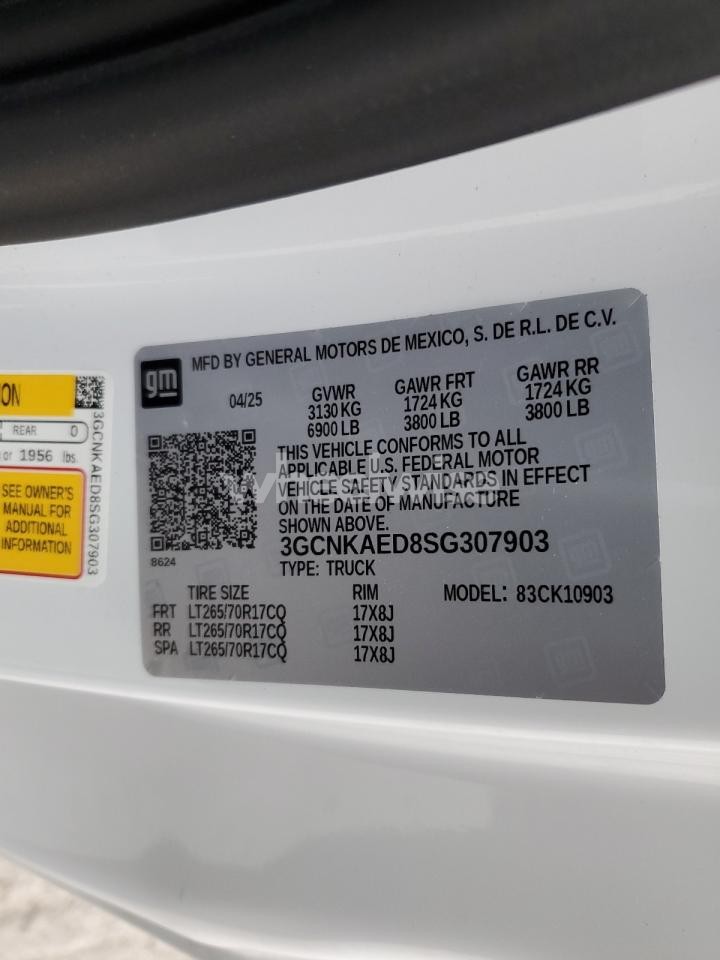 gm
MFD BY GENERAL MOTORS DE MEXICO, S. DE R.L. DE C.V.
04/25 GVWR GAWR FRT GAWR RR
3130 KG 1724 KG 1724 KG
6900 LB 3800 LB 3800 LB
THIS VEHICLE CONFORMS TO ALL
APPLICABLE U.S. FEDERAL MOTOR
VEHICLE SAFETY STANDARDS IN EFFECT
ON THE DATE OF MANUFACTURE
SHOWN ABOVE.
8624
3GCNKAED8SG307903
TYPE: TRUCK
TIRE SIZE RIM MODEL: 83CK10903
FRT LT265/70R17CQ 17X8J
RR LT265/70R17CQ 17X8J
SPA LT265/70R17CQ 17X8J
REAR 0
or 1956 lbs.
SEE OWNER'S
MANUAL FOR
ADDITIONAL
INFORMATION
3GCNKAED8SG307903